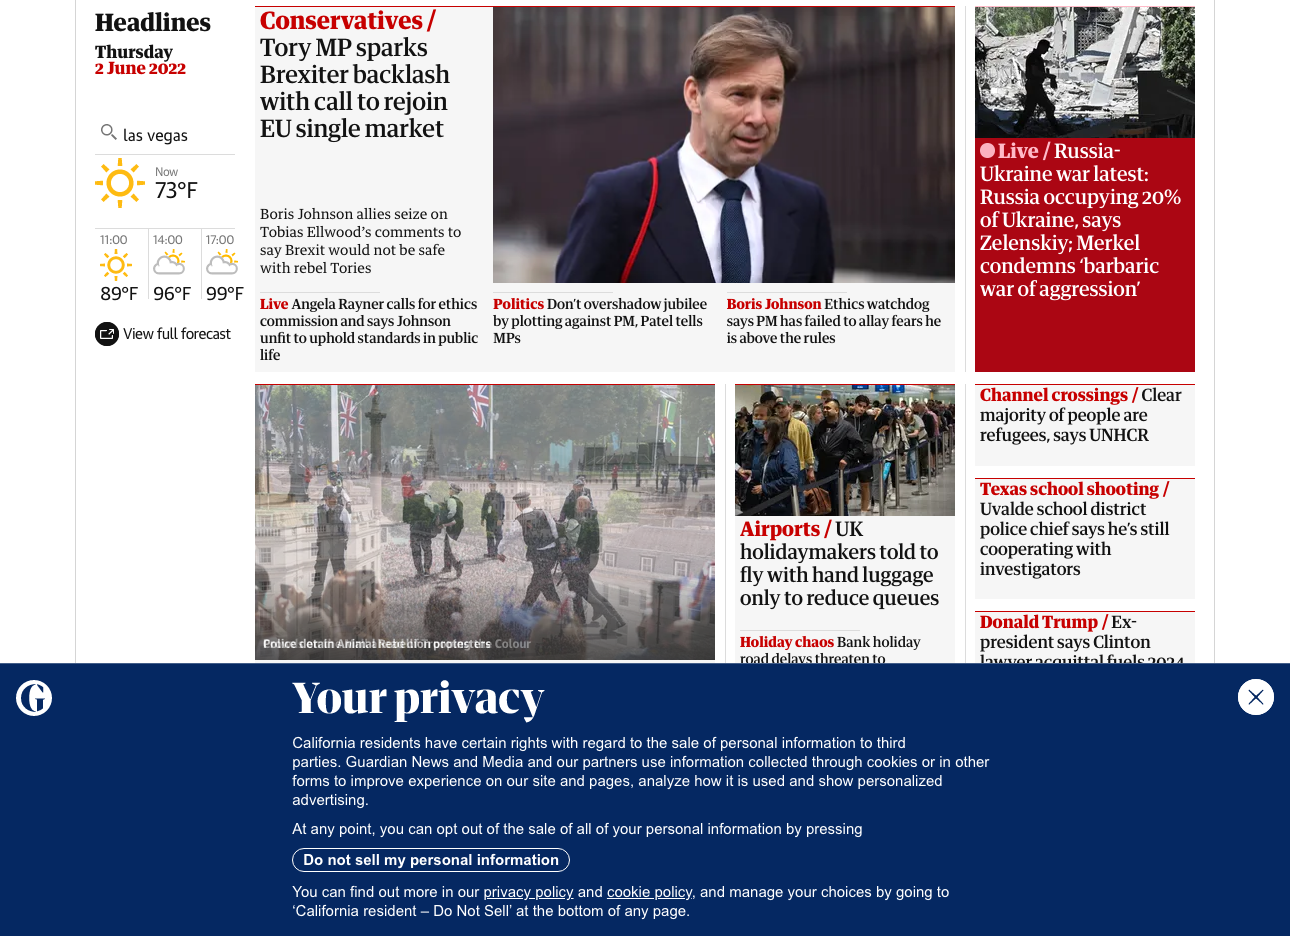 Headlines
Thursday
2 June 2022
las vegas
Now
73°F
11:00
14:00
17:00
89°F
96°F
99°F
View full forecast
Conservatives /
Tory MP sparks
Brexiter backlash
with call to rejoin
EU single market
Boris Johnson allies seize on
Tobias Ellwood’s comments to
say Brexit would not be safe
with rebel Tories
Live Angela Rayner calls for ethics
commission and says Johnson
unfit to uphold standards in public
life
Politics Don’t overshadow jubilee
by plotting against PM, Patel tells
MPs
Boris Johnson Ethics watchdog
says PM has failed to allay fears he
is above the rules
Live / Russia-
Ukraine war latest:
Russia occupying 20%
of Ukraine, says
Zelenskiy; Merkel
condemns ‘barbaric
war of aggression’
Police detain Animal Rebellion protesters
Colour
Airports / UK
holidaymakers told to
fly with hand luggage
only to reduce queues
Holiday chaos Bank holiday
road delays threaten to
Channel crossings / Clear
majority of people are
refugees, says UNHCR
Texas school shooting /
Uvalde school district
police chief says he’s still
cooperating with
investigators
Donald Trump / Ex-
president says Clinton
lawyer acquittal fuels 2024
Your privacy
California residents have certain rights with regard to the sale of personal information to third
parties. Guardian News and Media and our partners use information collected through cookies or in other
forms to improve experience on our site and pages, analyze how it is used and show personalized
advertising.
At any point, you can opt out of the sale of all of your personal information by pressing
Do not sell my personal information
You can find out more in our privacy policy and cookie policy, and manage your choices by going to
‘California resident – Do Not Sell’ at the bottom of any page.